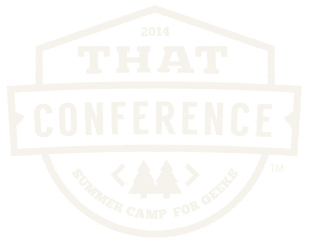 2014
THAT
CONFERENCE
TM
SUMMER CAMP FOR GEEKS